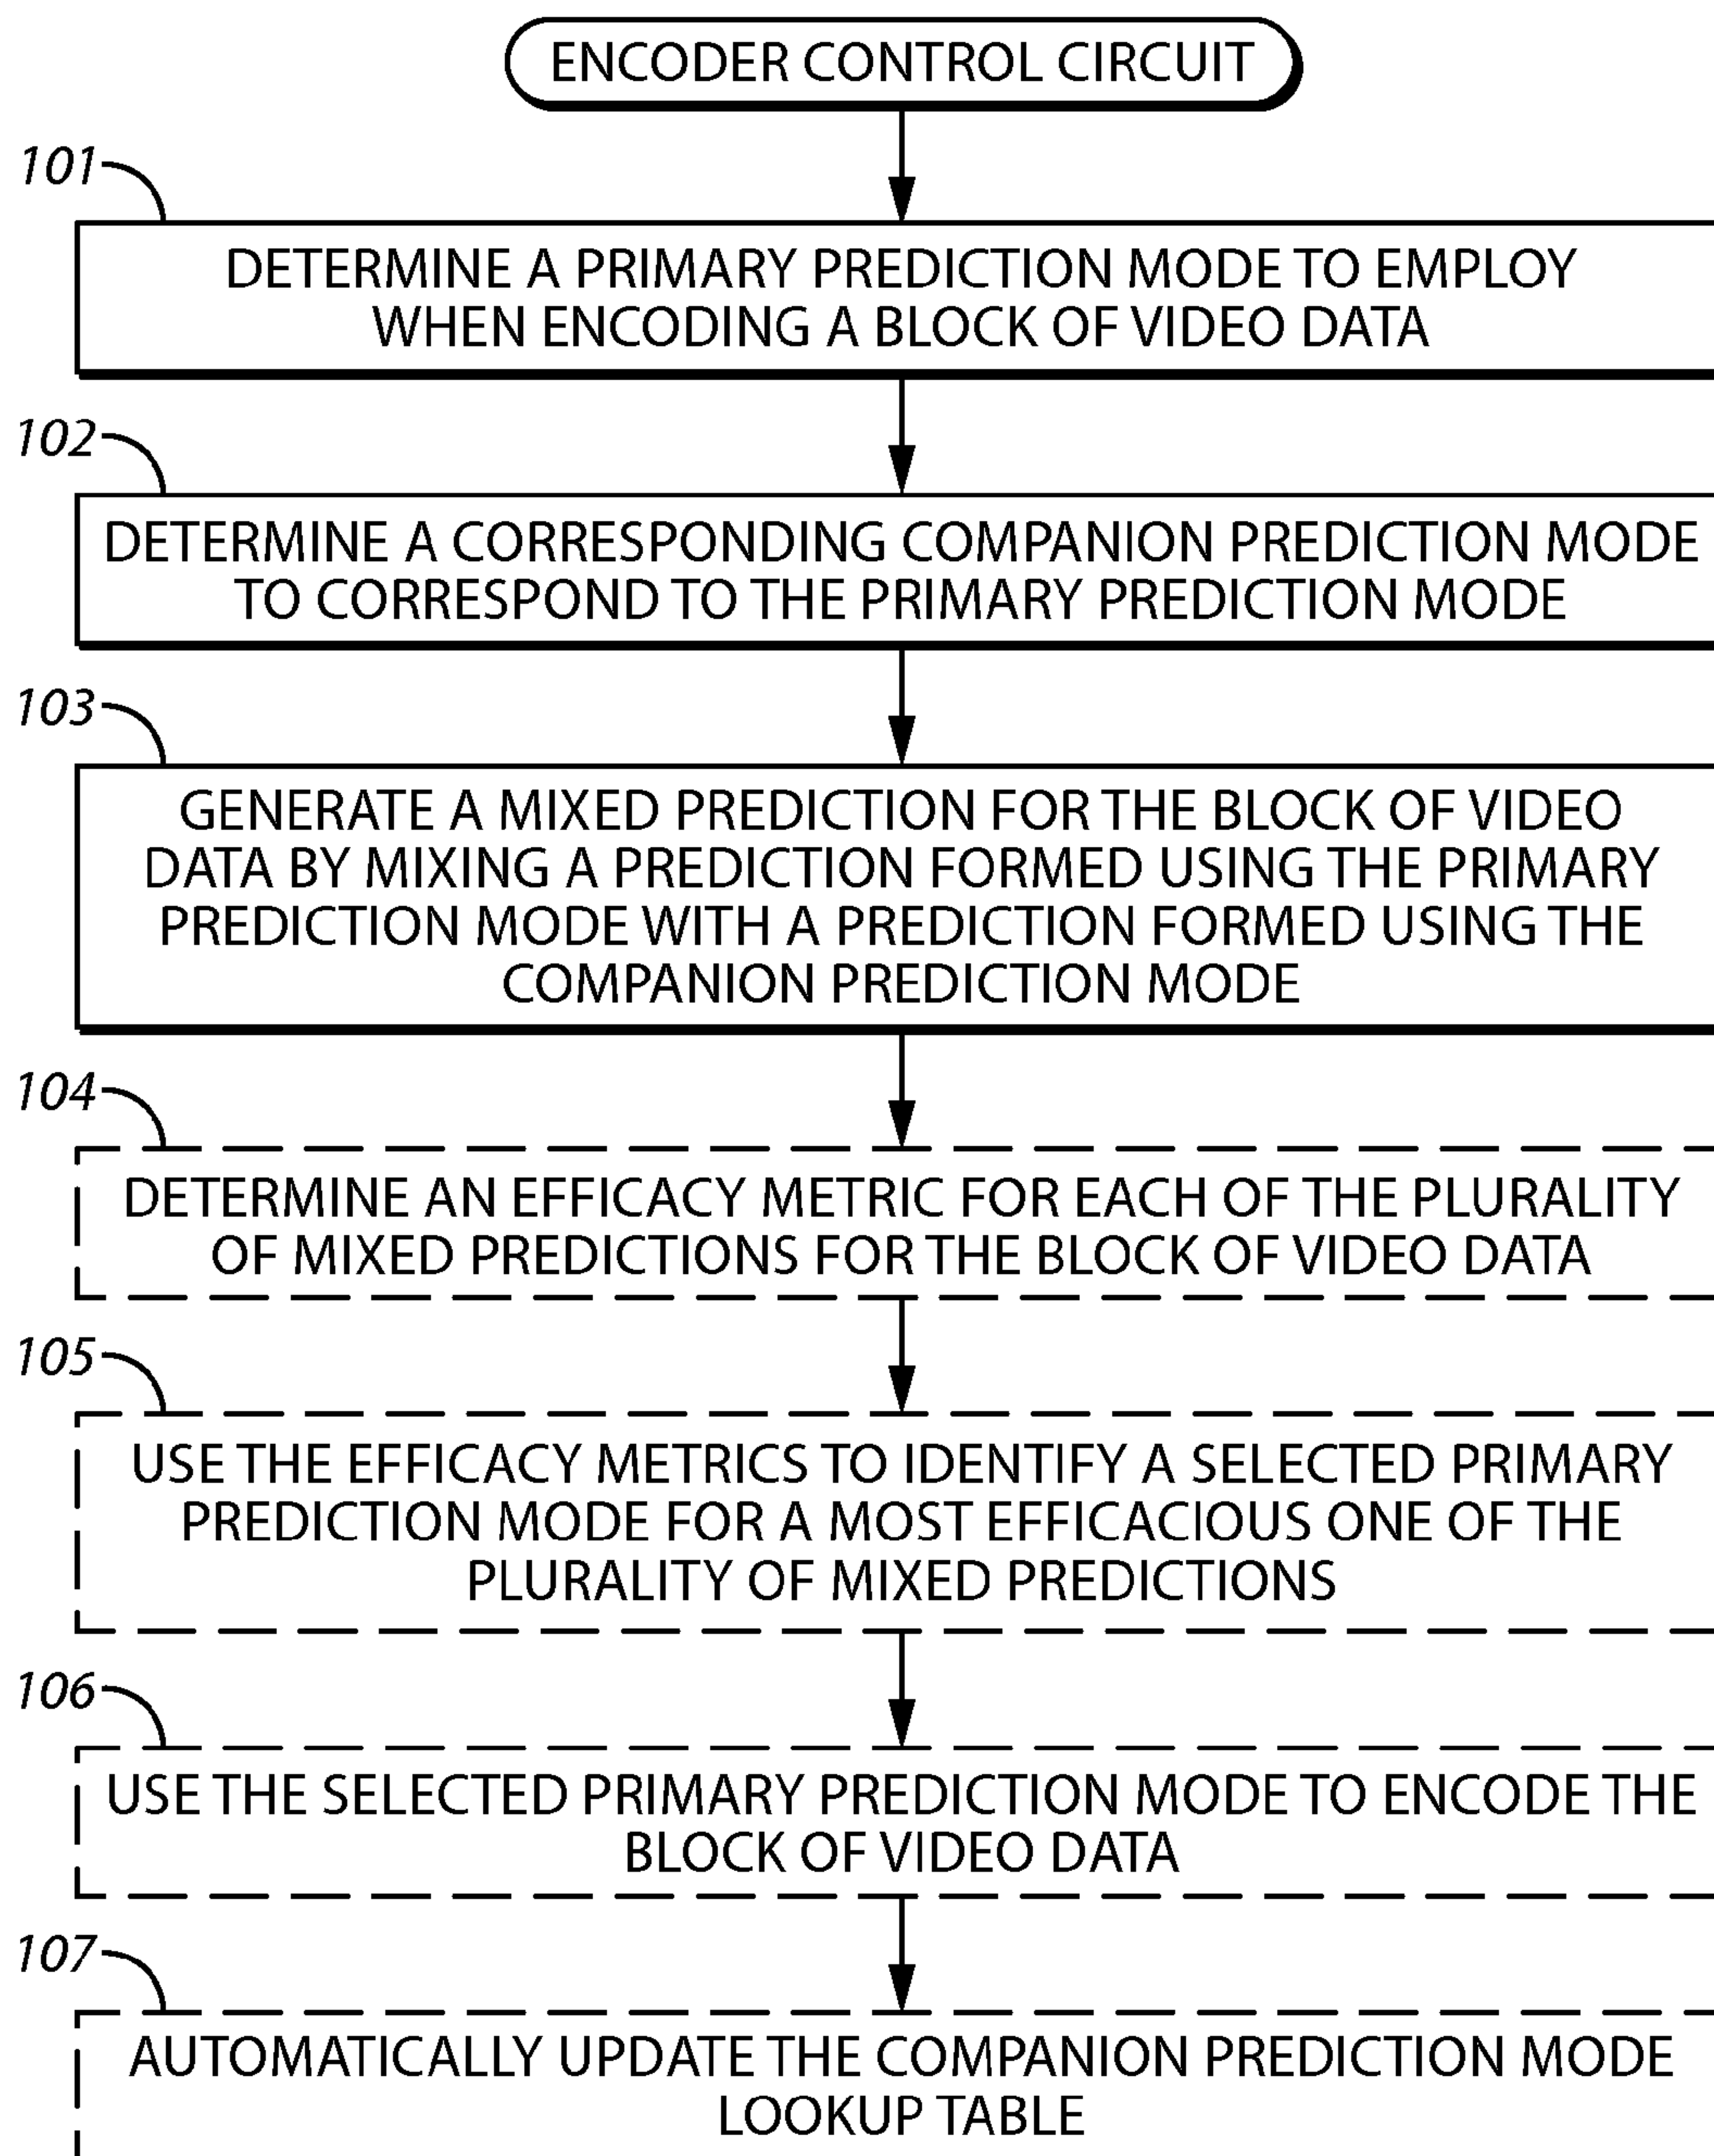 ENCODER CONTROL CIRCUIT
101
DETERMINE A PRIMARY PREDICTION MODE TO EMPLOY
WHEN ENCODING A BLOCK OF VIDEO DATA
102
DETERMINE A CORRESPONDING COMPANION PREDICTION MODE
TO CORRESPOND TO THE PRIMARY PREDICTION MODE
103
GENERATE A MIXED PREDICTION FOR THE BLOCK OF VIDEO
DATA BY MIXING A PREDICTION FORMED USING THE PRIMARY
PREDICTION MODE WITH A PREDICTION FORMED USING THE
COMPANION PREDICTION MODE
104
DETERMINE AN EFFICACY METRIC FOR EACH OF THE PLURALITY
OF MIXED PREDICTIONS FOR THE BLOCK OF VIDEO DATA
105
USE THE EFFICACY METRICS TO IDENTIFY A SELECTED PRIMARY
PREDICTION MODE FOR A MOST EFFICACIOUS ONE OF THE
PLURALITY OF MIXED PREDICTIONS
106
USE THE SELECTED PRIMARY PREDICTION MODE TO ENCODE THE
BLOCK OF VIDEO DATA
107
AUTOMATICALLY UPDATE THE COMPANION PREDICTION MODE
LOOKUP TABLE